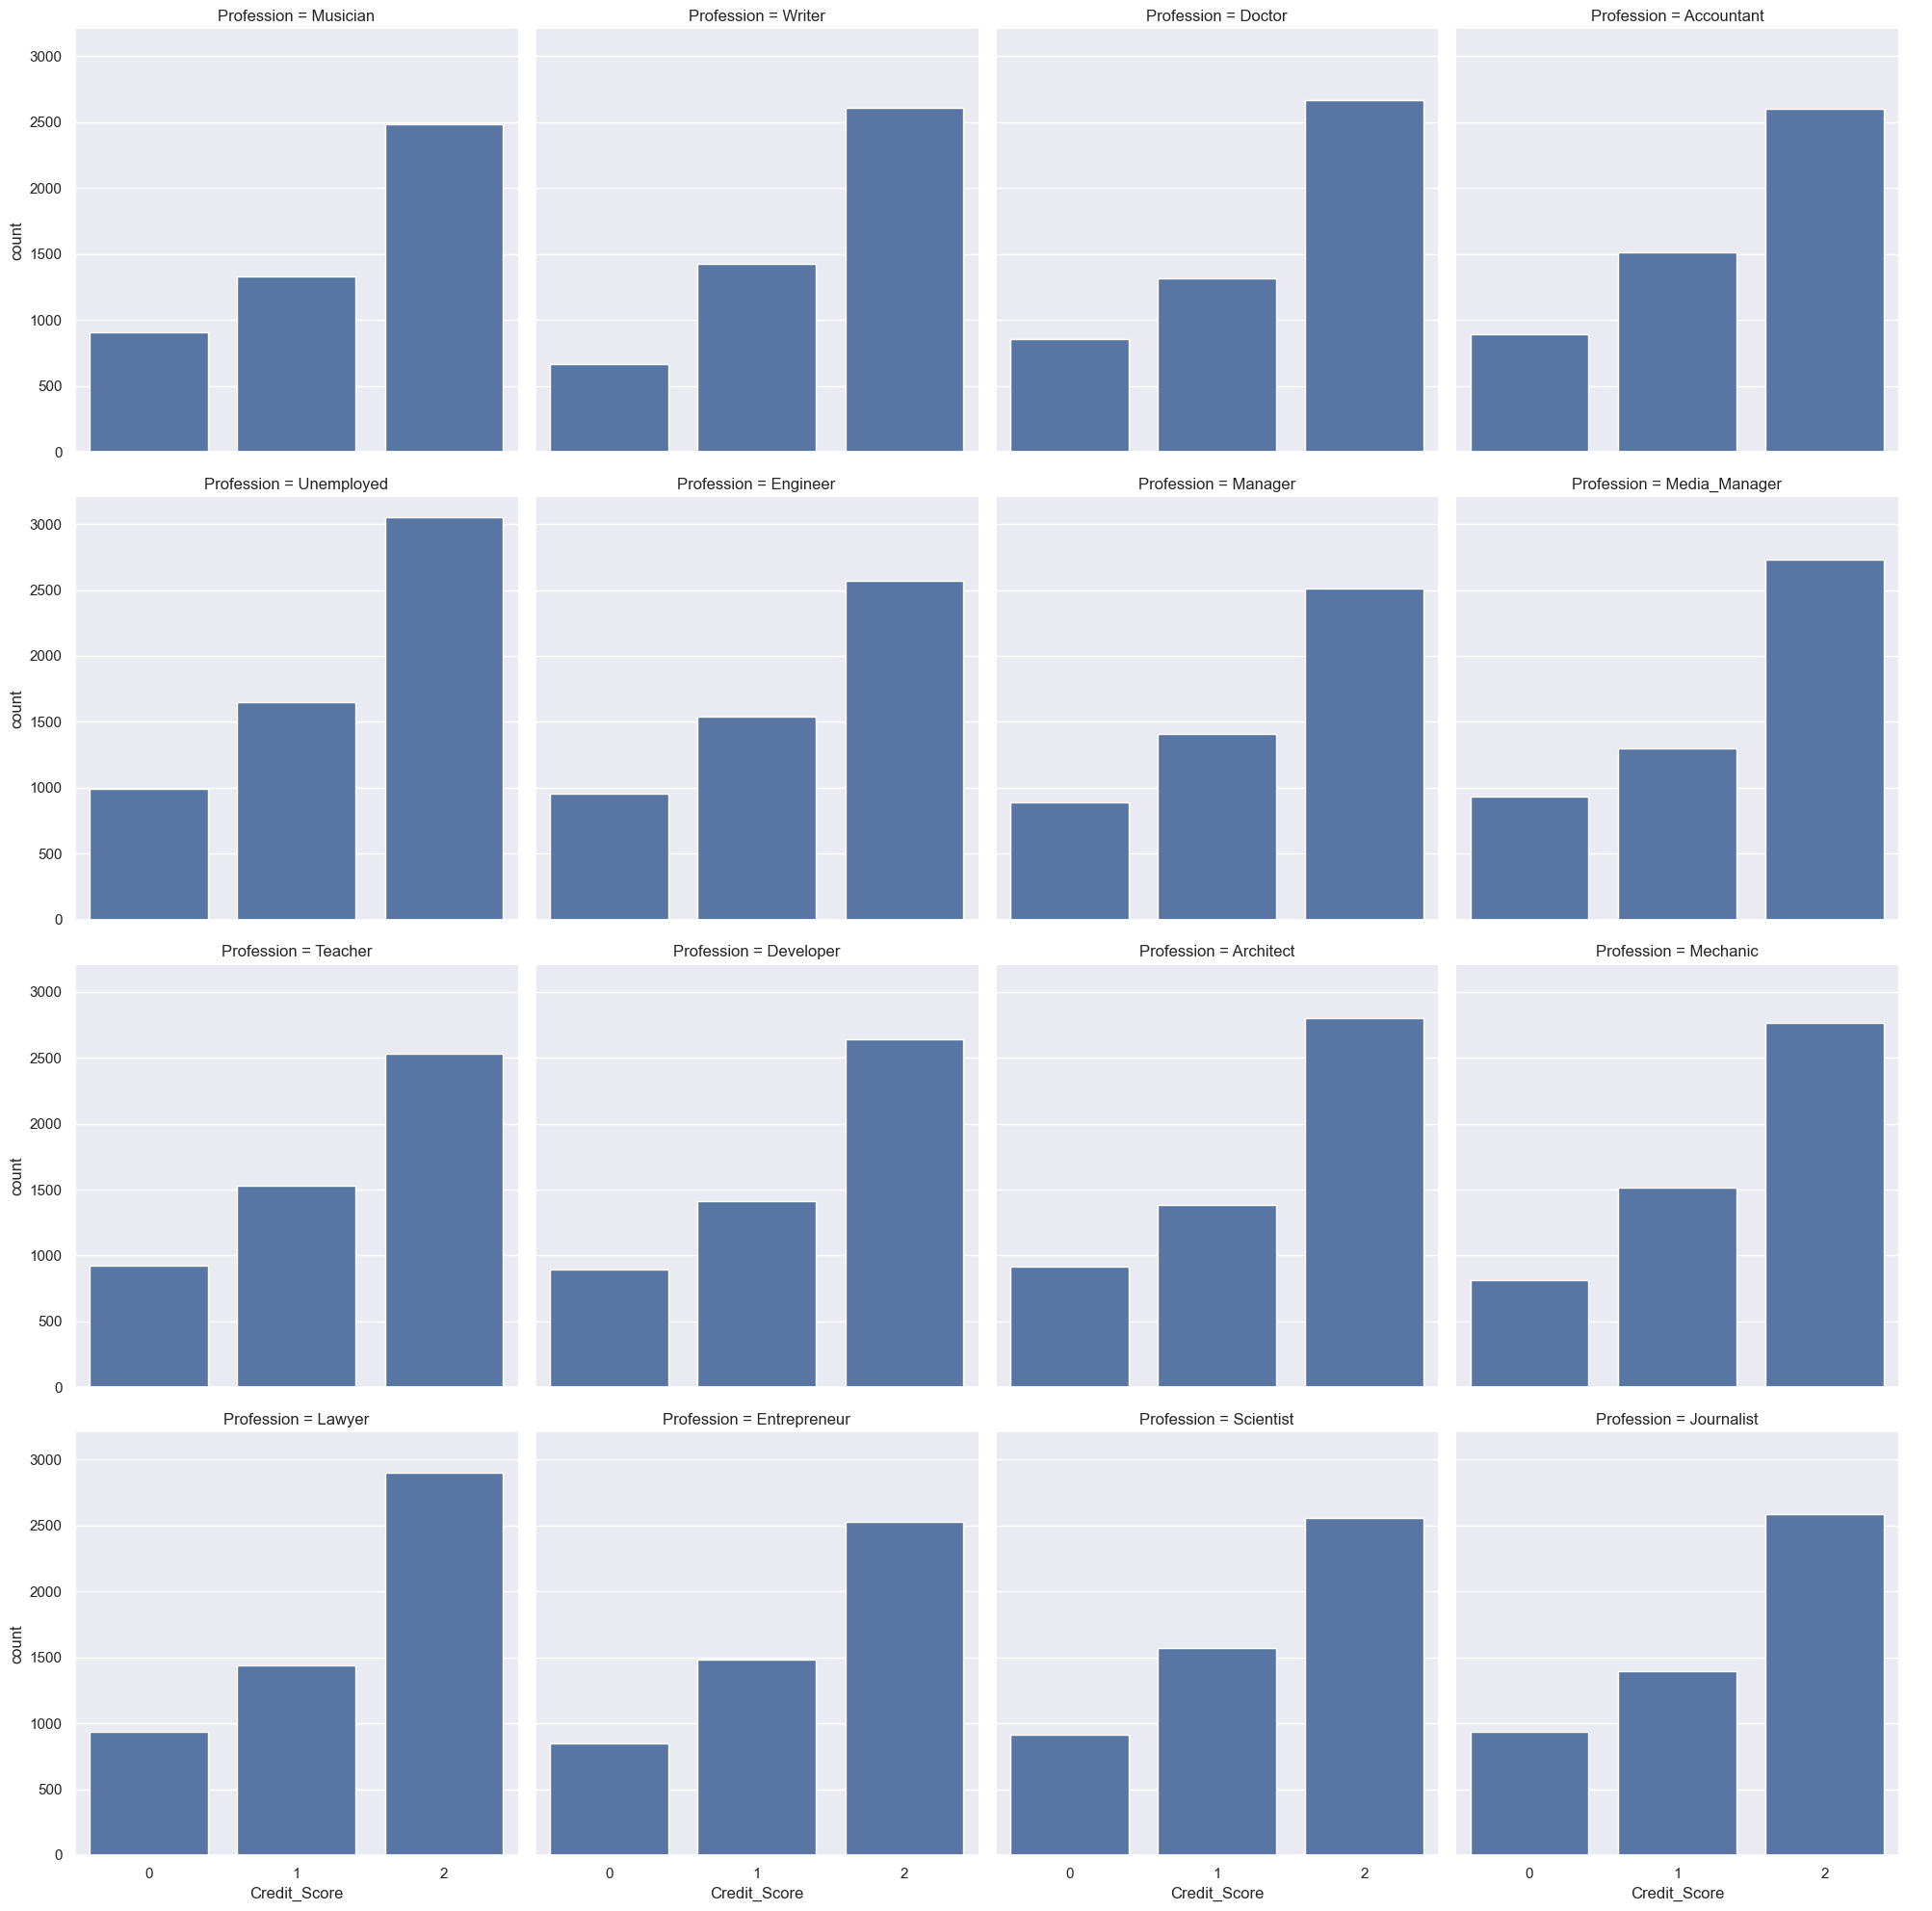 Profession = Musician
Profession = Writer
Profession = Doctor
Profession = Accountant
3000
2500
2000
1500
1000
500
0
count
Profession = Unemployed
Profession = Engineer
Profession = Manager
Profession = Media_Manager
3000
2500
2000
1500
1000
500
0
count
Profession = Teacher
Profession = Developer
Profession = Architect
Profession = Mechanic
3000
2500
2000
1500
1000
500
0
count
Profession = Lawyer
Profession = Entrepreneur
Profession = Scientist
Profession = Journalist
3000
2500
2000
1500
1000
500
0
count
0 1 2
Credit_Score
0 1 2
Credit_Score
0 1 2
Credit_Score
0 1 2
Credit_Score